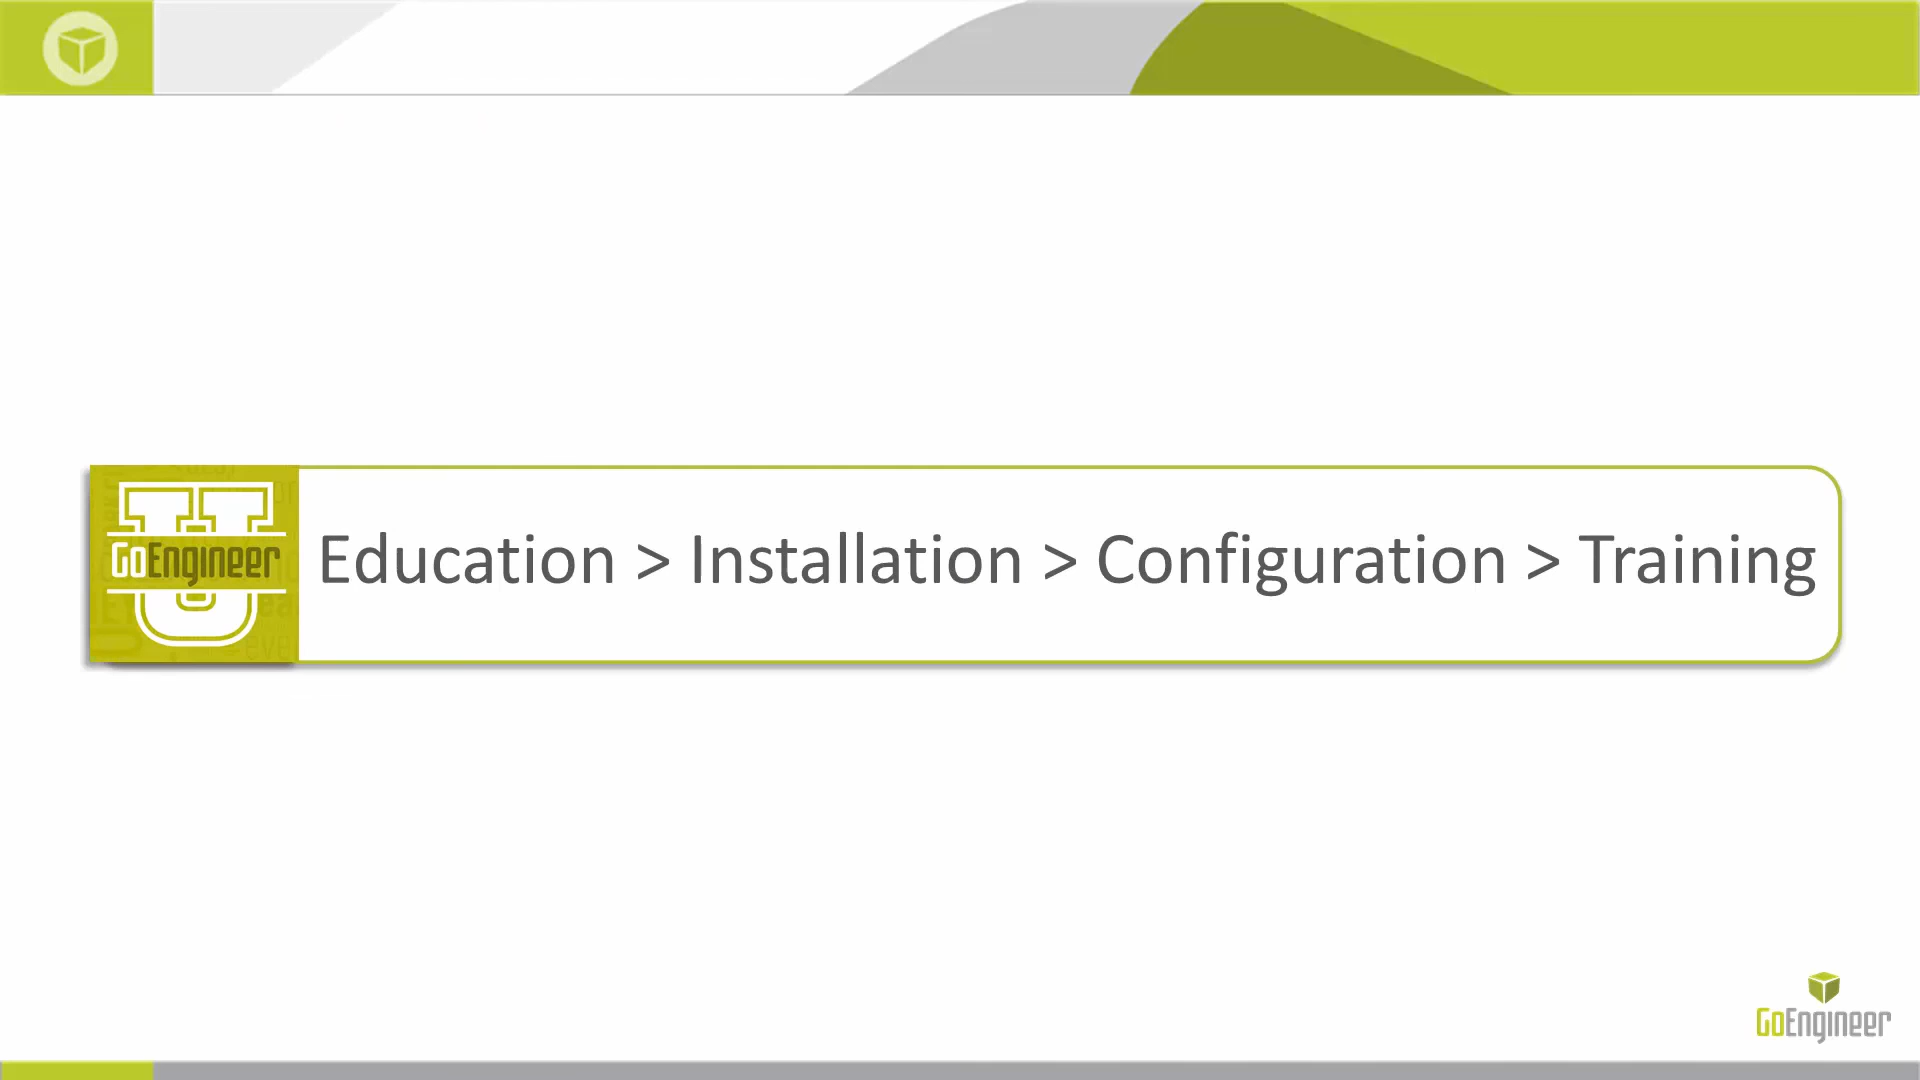 U
GoEngineer
Education > Installation > Configuration > Training
GoEngineer